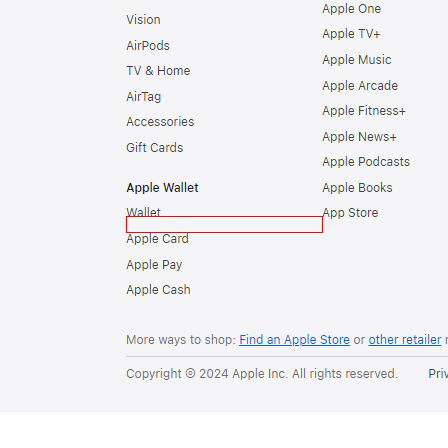 Vision
AirPods
TV & Home
AirTag
Accessories
Gift Cards
Apple Wallet
Wallet
Apple Card
Apple Pay
Apple Cash
Apple One
Apple TV+
Apple Music
Apple Arcade
Apple Fitness+
Apple News+
Apple Podcasts
Apple Books
App Store
More ways to shop: Find an Apple Store or other retailer
Copyright © 2024 Apple Inc. All rights reserved.